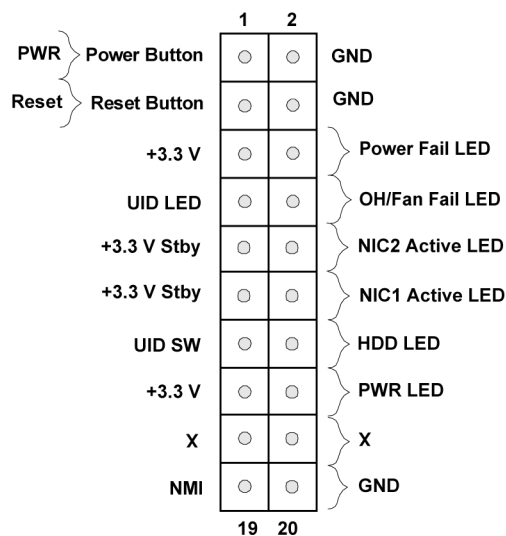 1 2
PWR Power Button GND
Reset Reset Button GND
+3.3 V Power Fail LED
UID LED OH/Fan Fail LED
+3.3 V Stby NIC2 Active LED
+3.3 V Stby NIC1 Active LED
UID SW HDD LED
+3.3 V PWR LED
X X
NMI GND
19 20